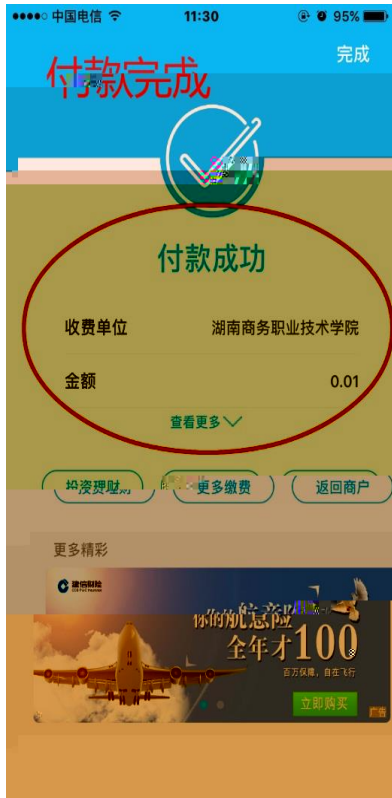 中国电信 11:30 95%
完成
付款完成
付款成功
收费单位 湖南商务职业技术学院
金额 0.01
查看更多
投资理财 更多缴费 返回商户
更多精彩
建信财险
你的航意险
全年才100
百万保障，自在飞行
立即购买
广告